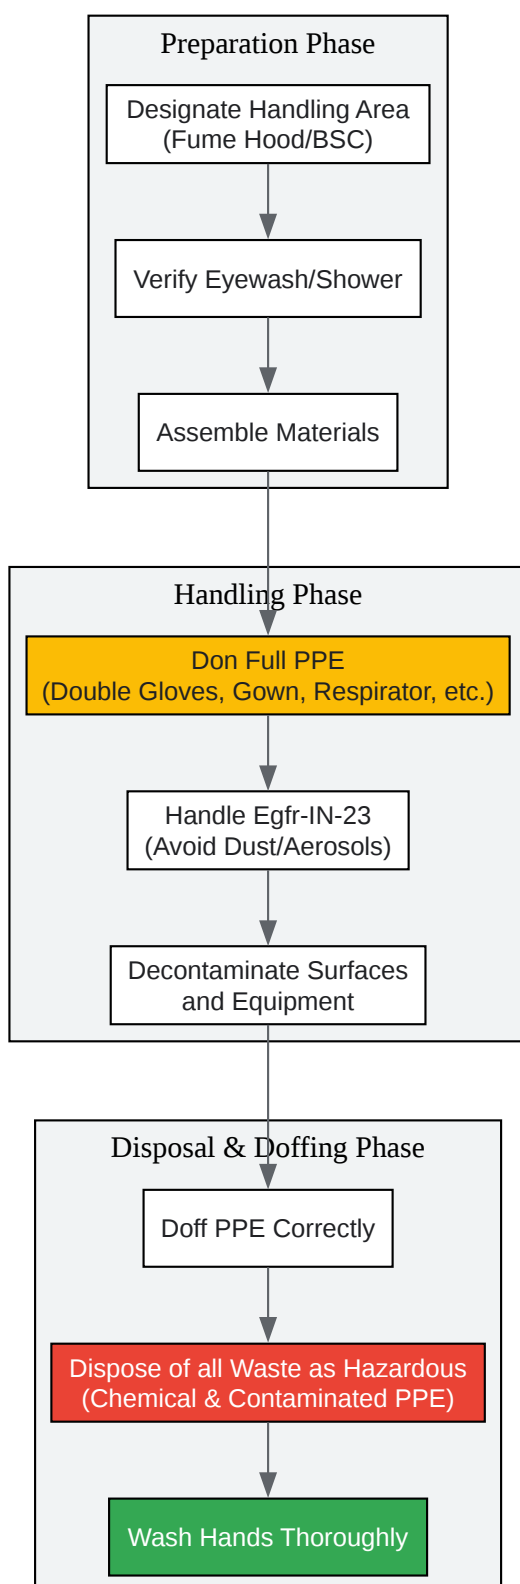 Preparation Phase
Designate Handling Area
(Fume Hood/BSC)
Verify Eyewash/Shower
Assemble Materials
Handling Phase
Don Full PPE
(Double Gloves, Gown, Respirator, etc.)
Handle Egfr-IN-23
(Avoid Dust/Aerosols)
Decontaminate Surfaces
and Equipment
Disposal & Doffing Phase
Doff PPE Correctly
Dispose of all Waste as Hazardous
(Chemical & Contaminated PPE)
Wash Hands Thoroughly